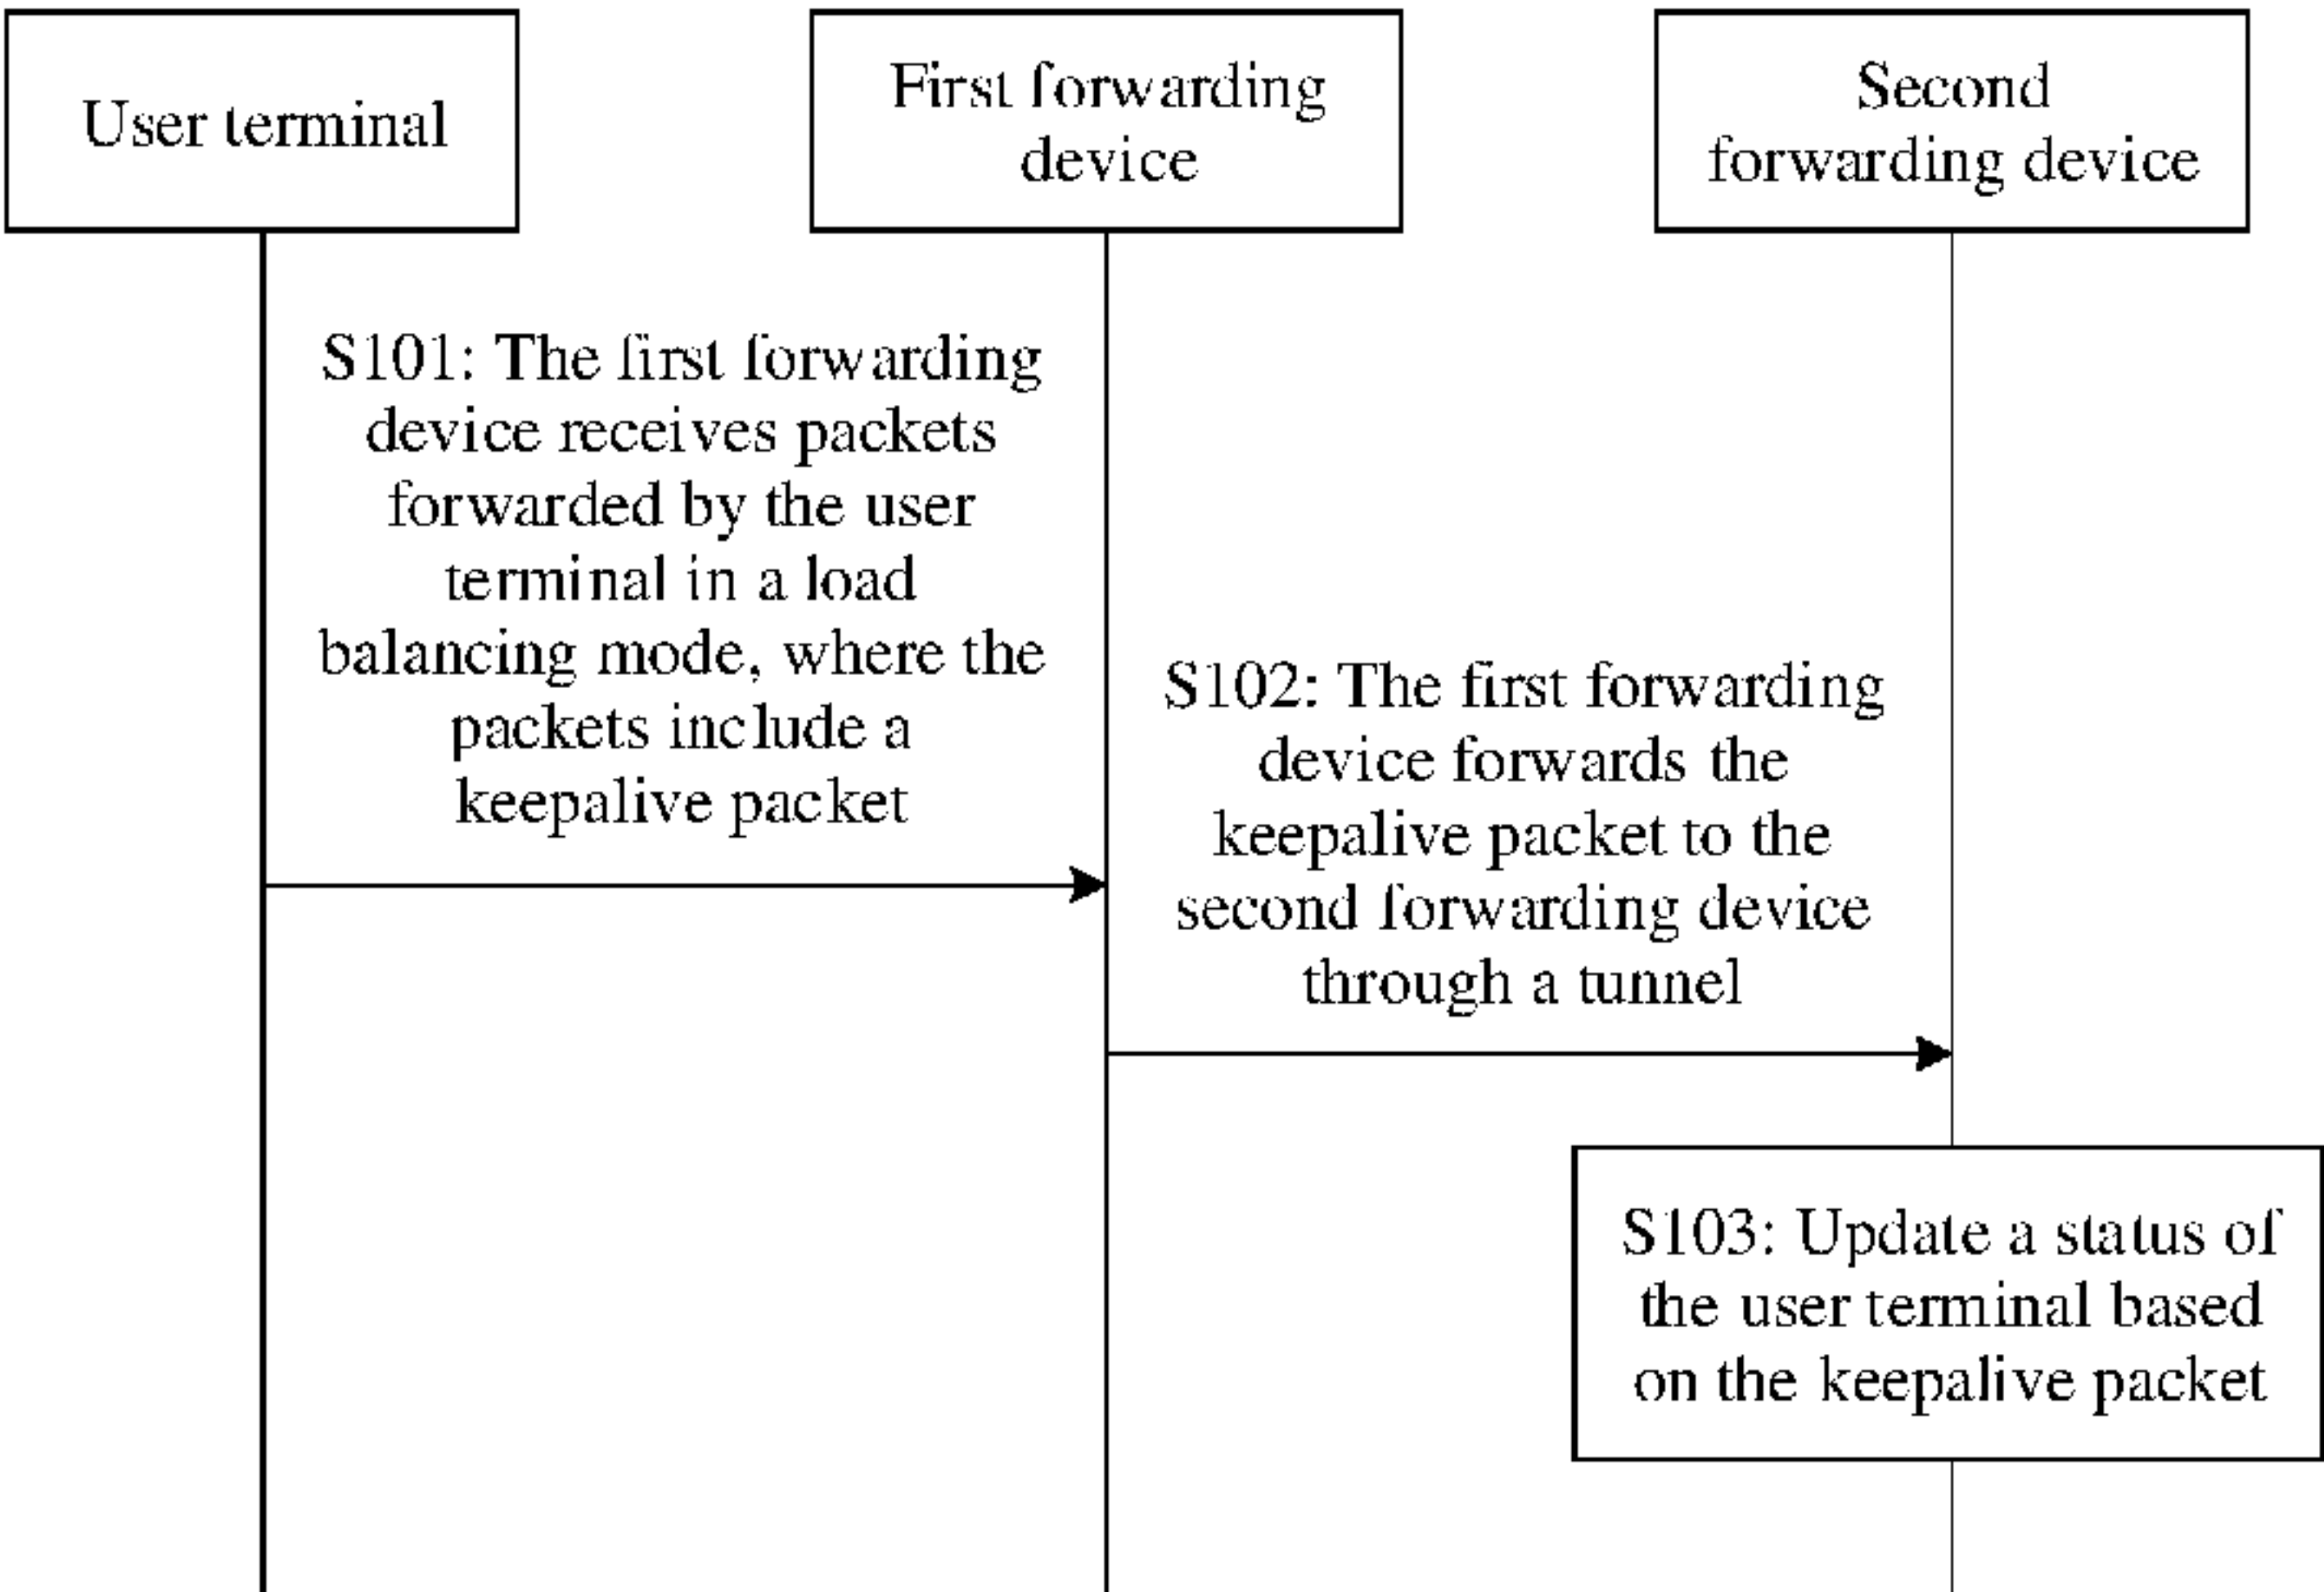 User terminal
First forwarding
device
Second
forwarding device
S101: The first forwarding
device receives packets
forwarded by the user
terminal in a load
balancing mode, where the
packets include a
keepalive packet
S102: The first forwarding
device forwards the
keepalive packet to the
second forwarding device
through a tunnel
S103: Update a status of
the user terminal based
on the keepalive packet